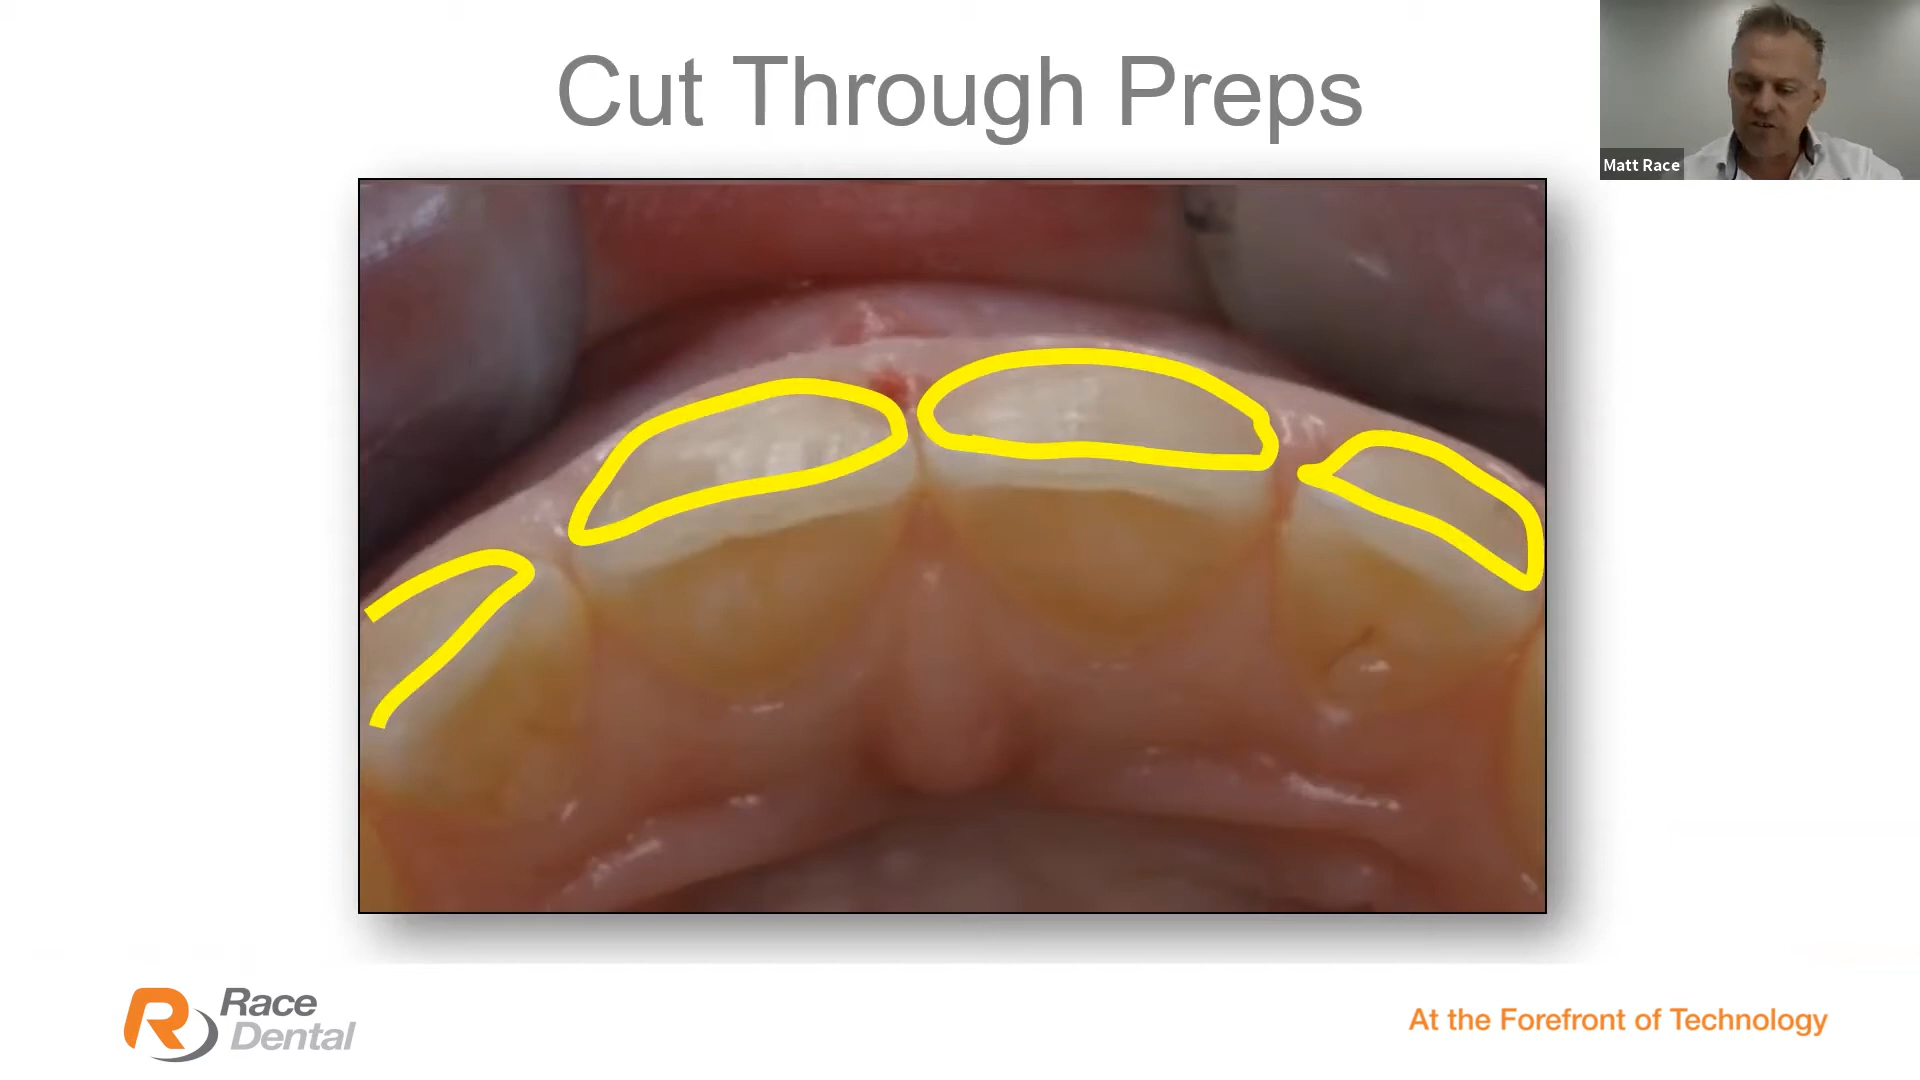 Cut Through Preps
Matt Race
Race
Dental
At the Forefront of Technology